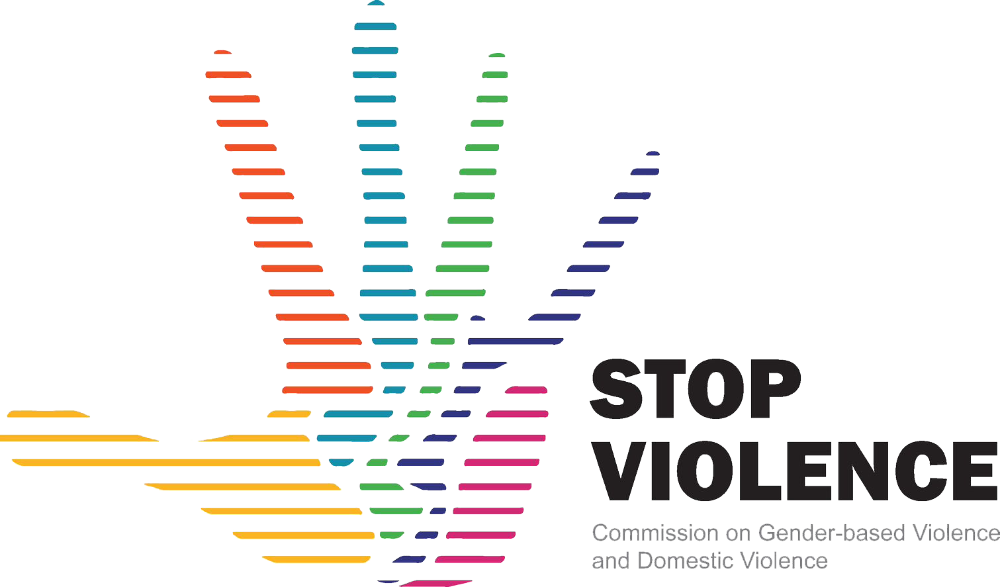 STOP
VIOLENCE
Commission on Gender-based Violence
and Domestic Violence